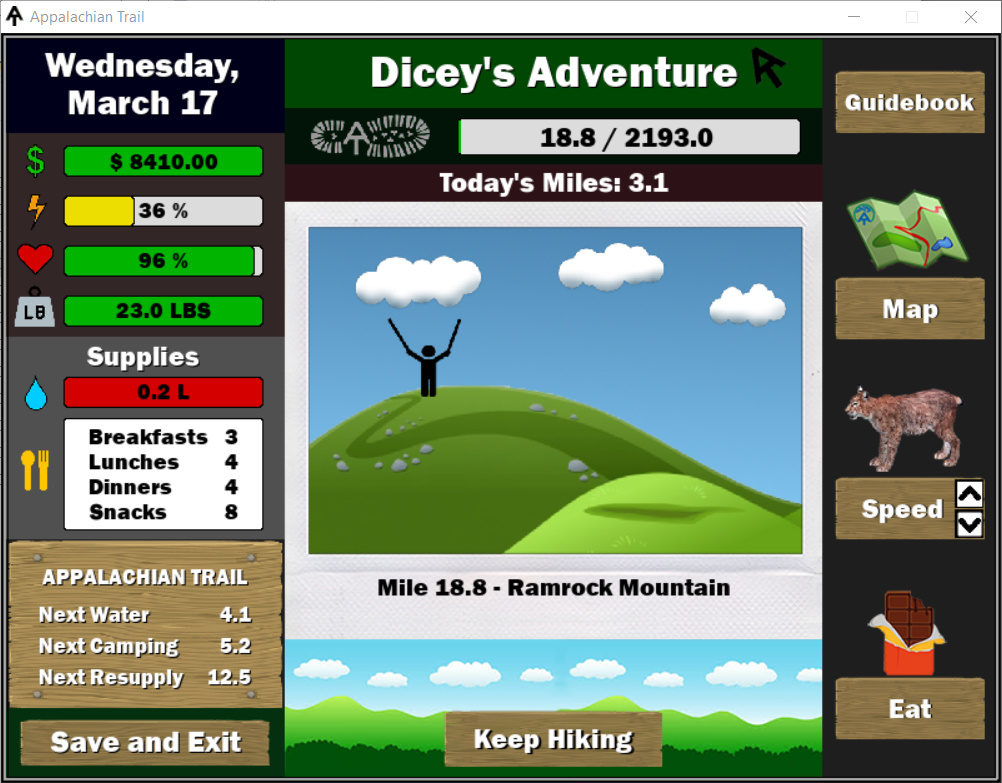 Appalachian Trail
Wednesday,
March 17
$ 8410.00
36 %
96 %
LB
23.0 LBS
Supplies
0.2 L
Breakfasts 3
Lunches 4
Dinners 4
Snacks 8
APPALACHIAN TRAIL
Next Water 4.1
Next Camping 5.2
Next Resupply 12.5
Save and Exit
Dicey's Adventure
18.8 / 2193.0
Today's Miles: 3.1
Mile 18.8 - Ramrock Mountain
Keep Hiking
Guidebook
Map
Speed
Eat